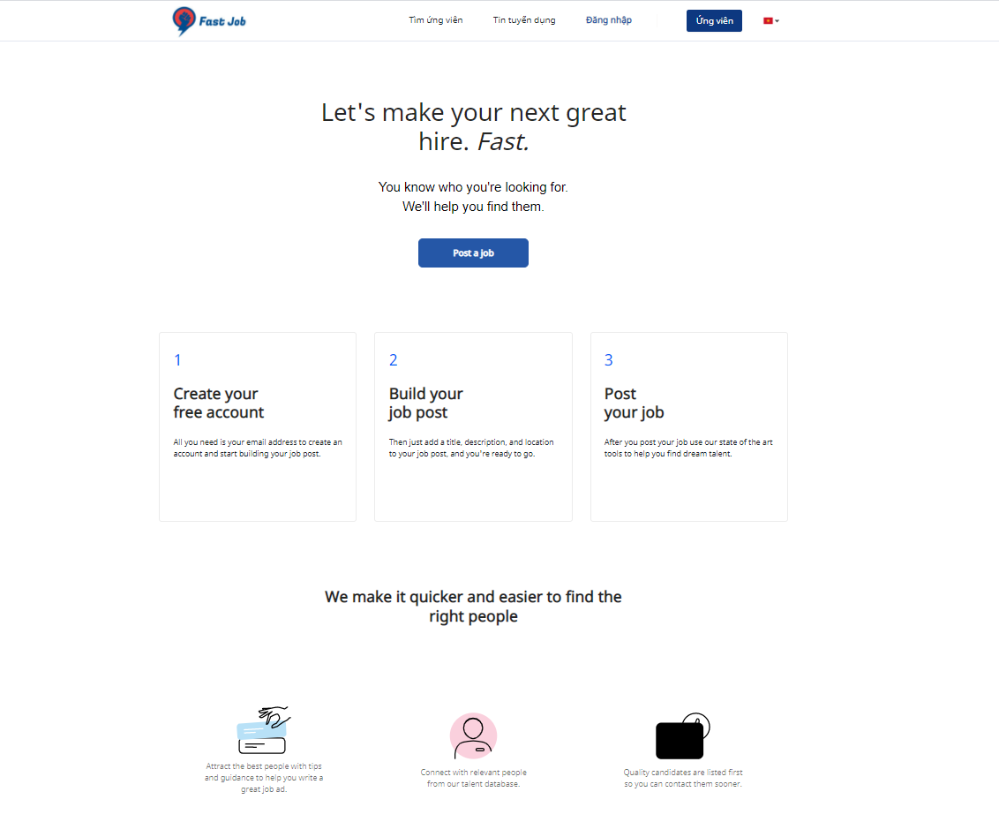 Fast Job
Tìm ứng viên
Tin tuyển dụng
Đăng nhập
Ứng viên
Let's make your next great
hire. Fast.
You know who you're looking for.
We'll help you find them.
Post a job
1
Create your
free account
All you need is your email address to create an
account and start building your job post.
2
Build your
job post
Then just add a title, description, and location
to your job post, and you're ready to go.
3
Post
your job
After you post your job use our state of the art
tools to help you find dream talent.
We make it quicker and easier to find the
right people
Attract the best people with tips
and guidance to help you write a
great job ad.
Connect with relevant people
from our talent database.
Quality candidates are listed first
so you can contact them sooner.